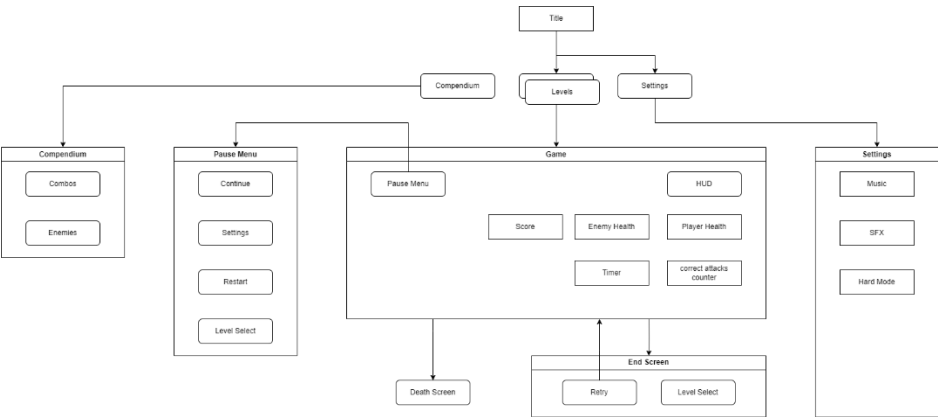 Title
Compendium
Levels
Settings
Compendium
Combos
Enemies
Pause Menu
Continue
Settings
Restart
Level Select
Game
Pause Menu
HUD
Score
Enemy Health
Player Health
Timer
correct attacks
counter
Settings
Music
SFX
Hard Mode
Death Screen
End Screen
Retry
Level Select